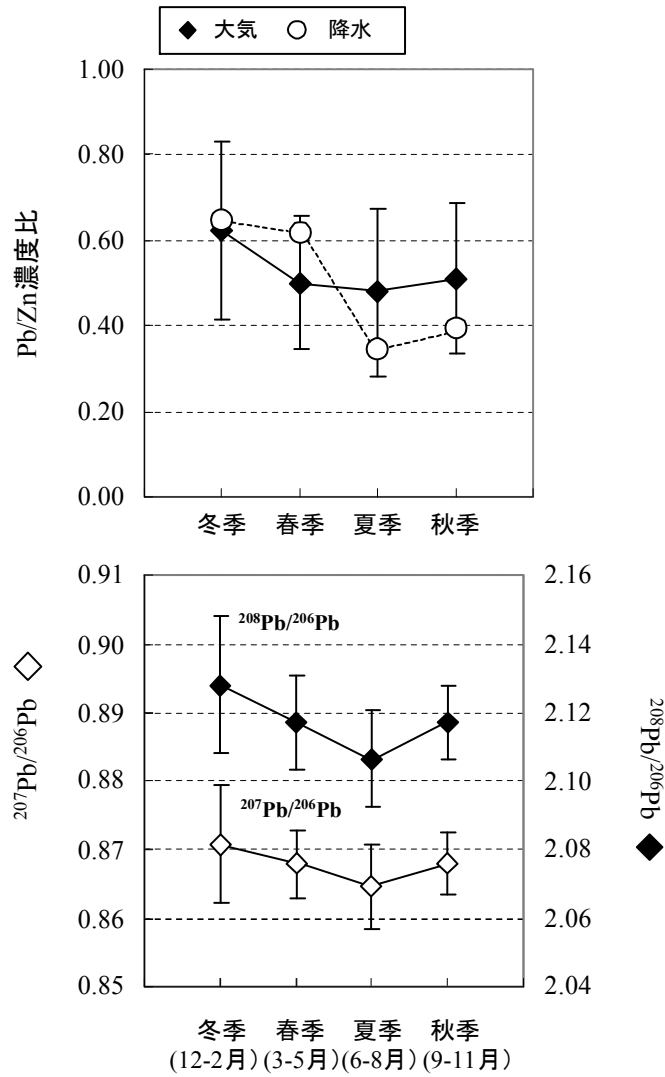 大気 降水
1.00
0.80
0.60
0.40
0.20
0.00
Pb/Zn濃度比
冬季 春季 夏季 秋季
0.91
0.90
0.89
0.88
0.87
0.86
0.85
²⁰⁷Pb/²⁰⁶Pb
²⁰⁸Pb/²⁰⁶Pb
²⁰⁷Pb/²⁰⁶Pb
2.16
2.14
2.12
2.10
2.08
2.06
2.04
²⁰⁸Pb/²⁰⁶Pb
冬季 春季 夏季 秋季
(12-2月) (3-5月) (6-8月) (9-11月)